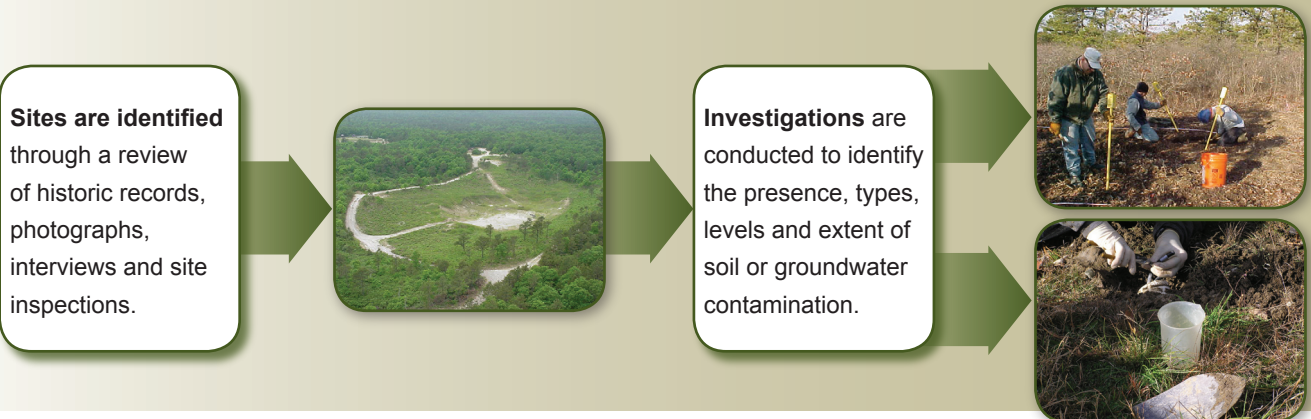 Sites are identified
through a review
of historic records,
photographs,
interviews and site
inspections.
Investigations are
conducted to identify
the presence, types,
levels and extent of
soil or groundwater
contamination.